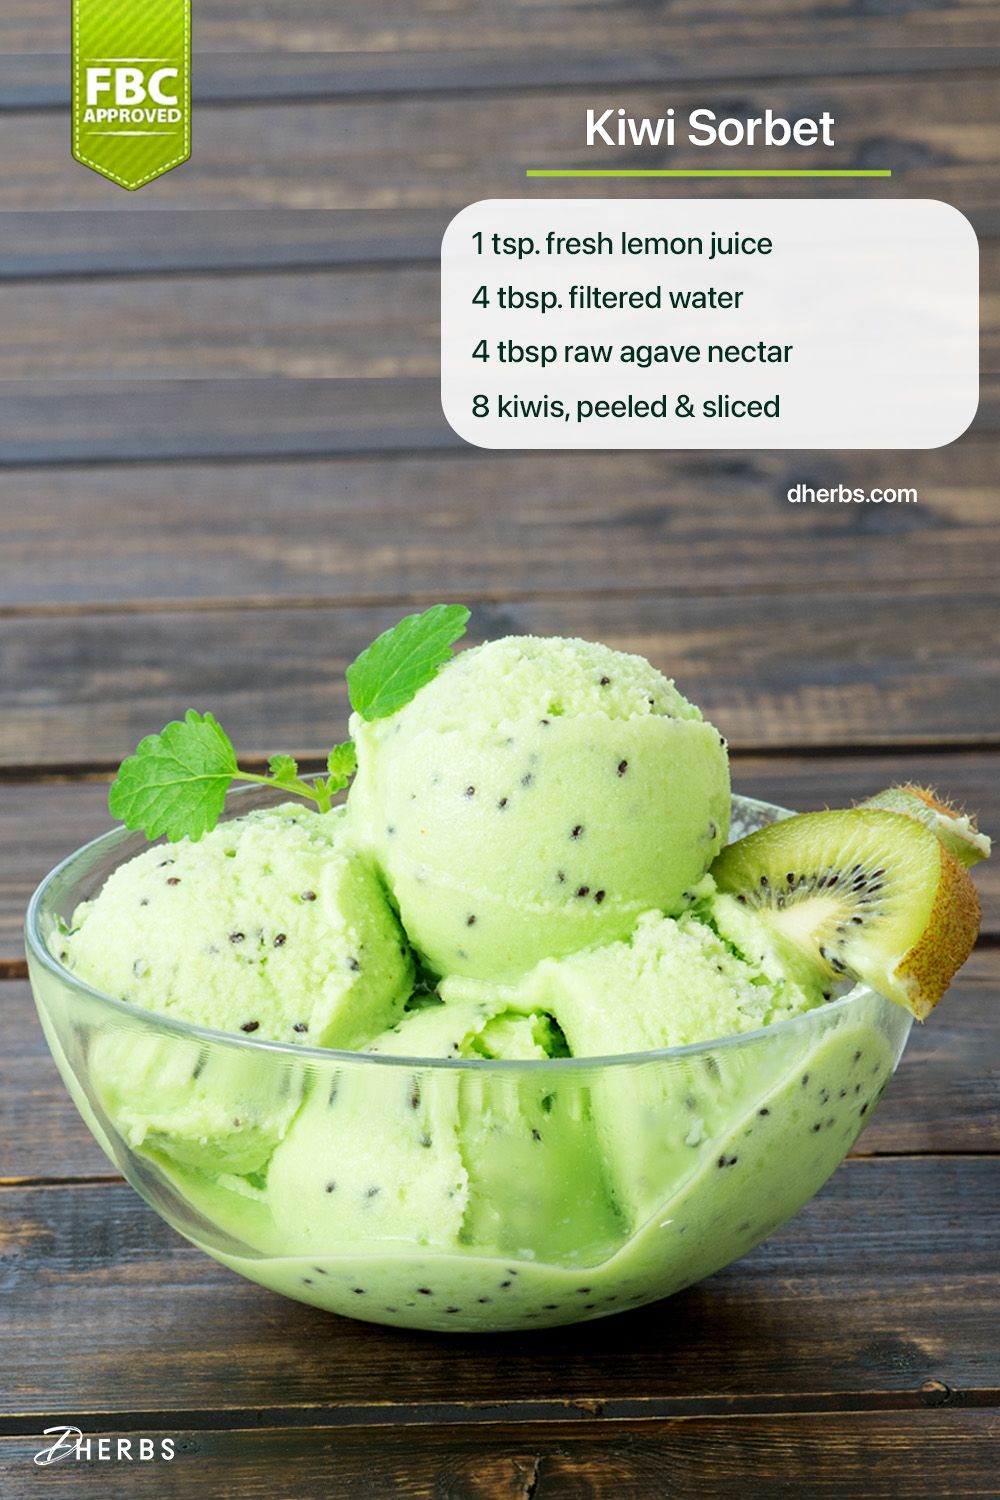 FBC
APPROVED
Kiwi Sorbet
1 tsp. fresh lemon juice
4 tbsp. filtered water
4 tbsp raw agave nectar
8 kiwis, peeled & sliced
dherbs.com
DHERBS